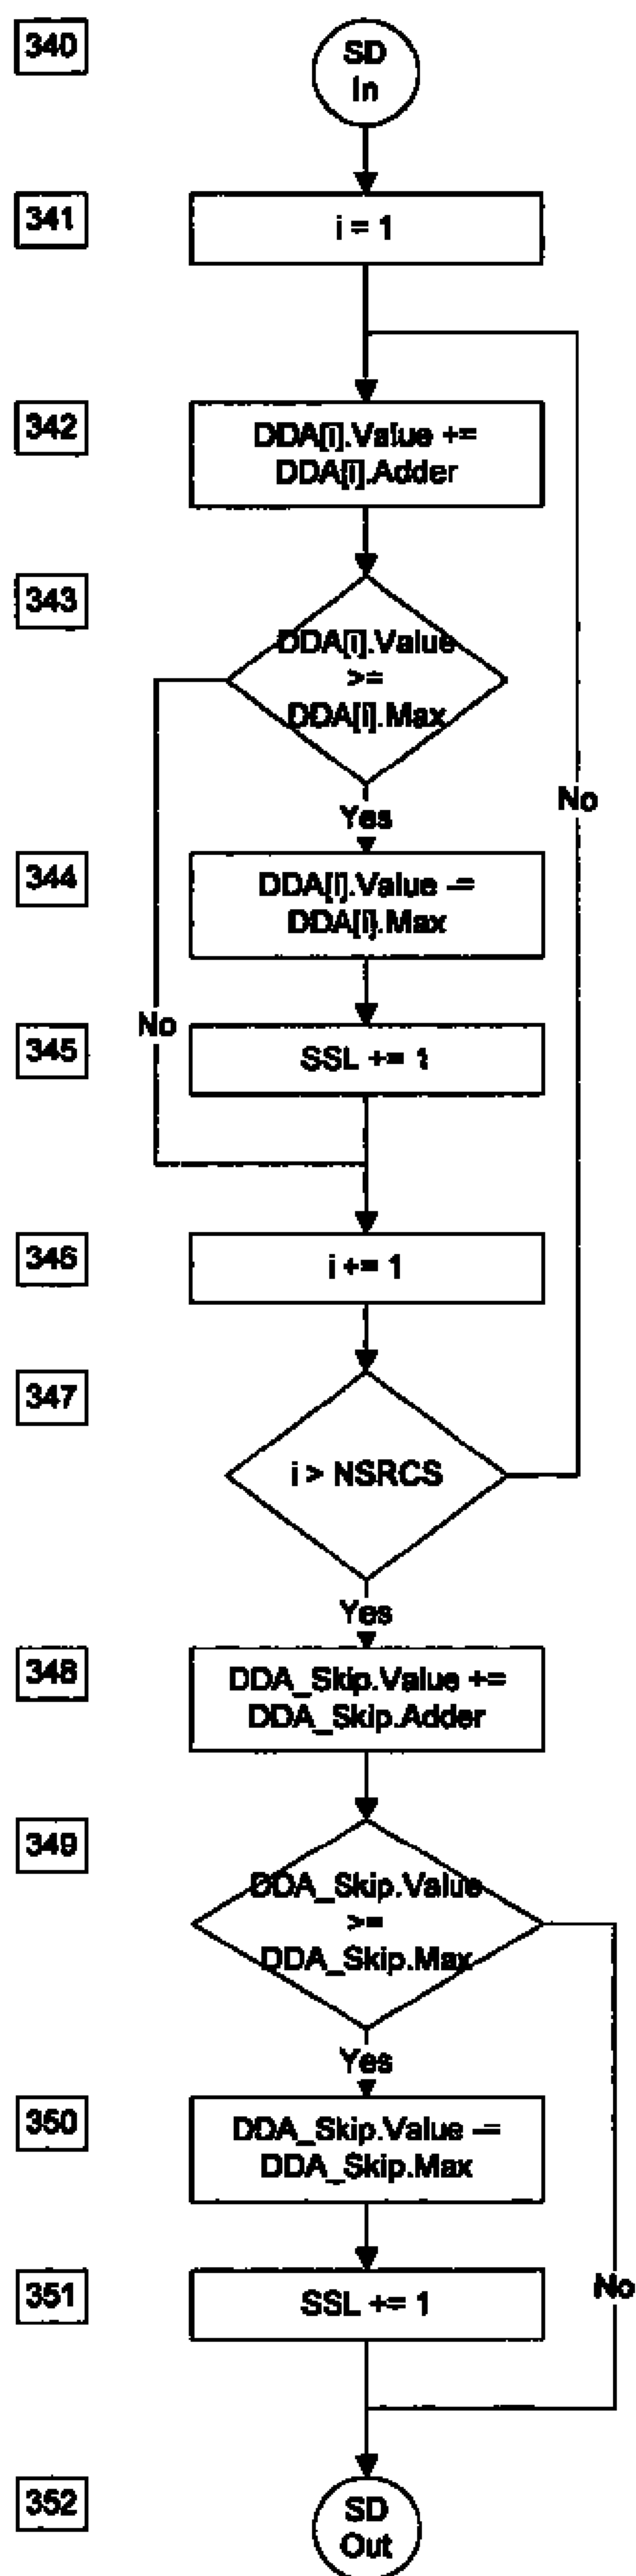 340
SD
In
341
i = 1
342
DDA[i].Value +=
DDA[i].Adder
343
DDA[i].Value
>=
DDA[i].Max
No
Yes
344
DDA[i].Value -=
DDA[i].Max
No
345
SSL += 1
346
i += 1
347
i > NSRCS
Yes
348
DDA_Skip.Value +=
DDA_Skip.Adder
349
DDA_Skip.Value
>=
DDA_Skip.Max
Yes
350
DDA_Skip.Value -=
DDA_Skip.Max
351
SSL += 1
No
352
SD
Out